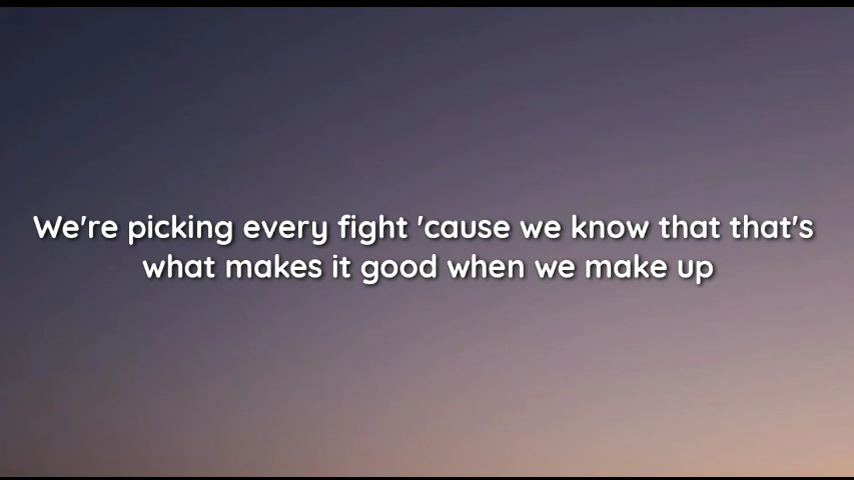 We're picking every fight 'cause we know that that's
what makes it good when we make up